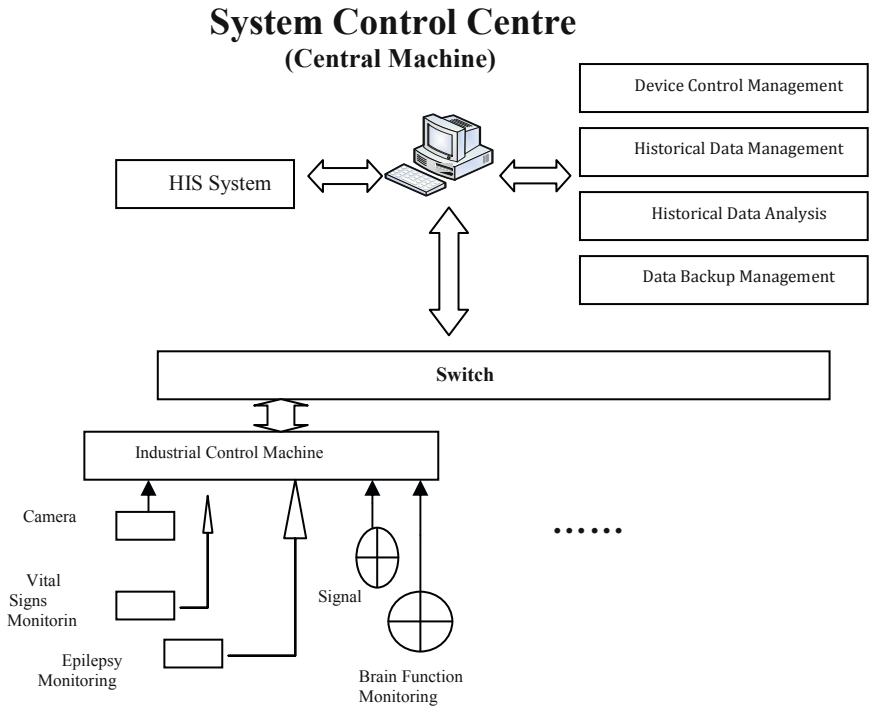 System Control Centre
(Central Machine)
Device Control Management
Historical Data Management
HIS System
Historical Data Analysis
Data Backup Management
Switch
Industrial Control Machine
Camera
Vital
Signs
Monitorin
Signal
Epilepsy
Monitoring
Brain Function
Monitoring
……